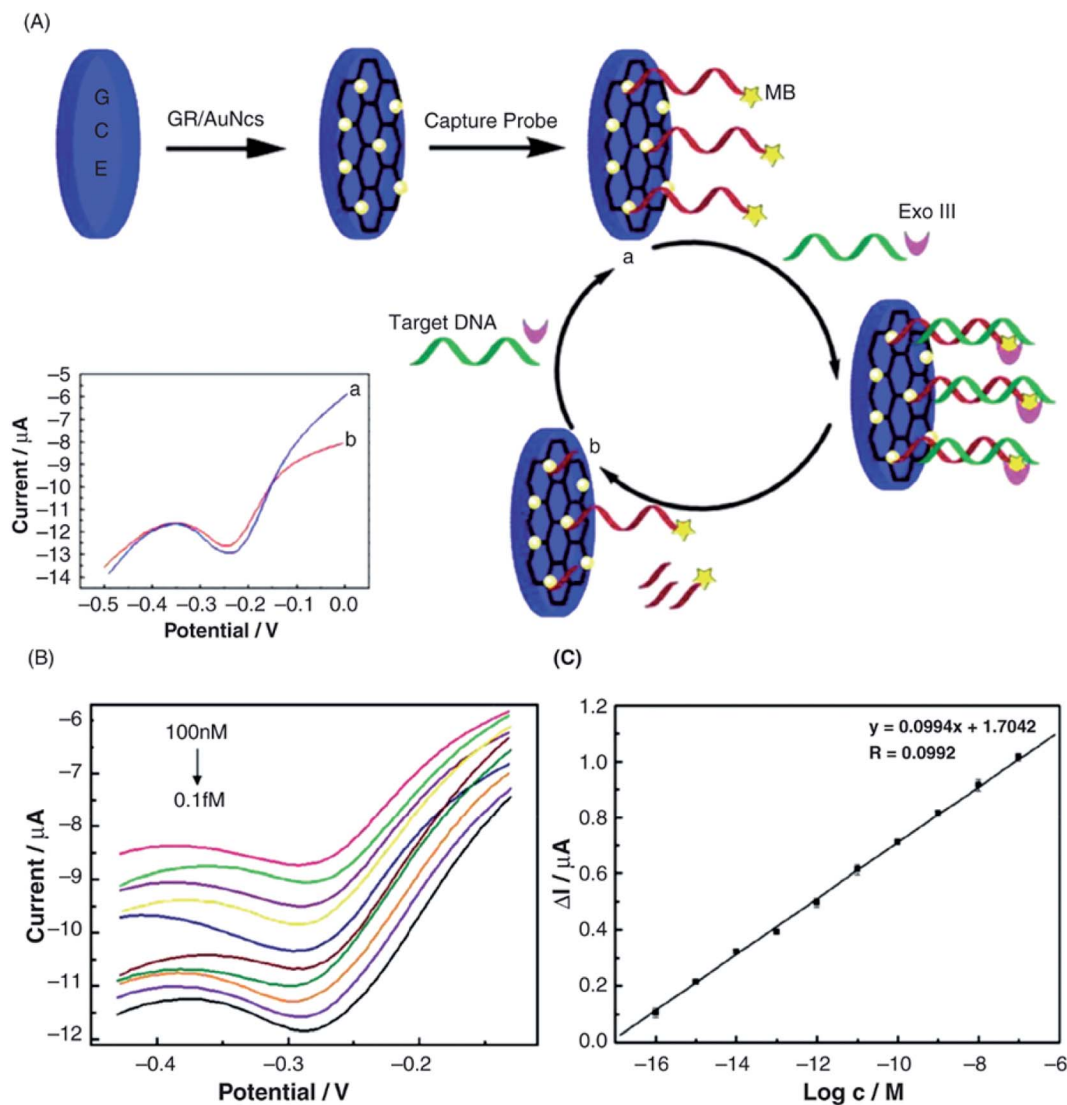 (A)
G
C
E
GR/AuNcs
Capture Probe
MB
Exo III
a
Target DNA
b
−5
−6
−7
−8
−9
−10
−11
−12
−13
−14
Current / µA
a
b
−0.5 −0.4 −0.3 −0.2 −0.1 0.0
Potential / V
(B)
−6
−7
−8
−9
−10
−11
−12
Current / µA
100nM
0.1fM
−0.4 −0.3 −0.2
Potential / V
(C)
1.2
1.0
0.8
0.6
0.4
0.2
0.0
ΔI / µA
y = 0.0994x + 1.7042
R = 0.0992
−16 −14 −12 −10 −8 −6
Log c / M